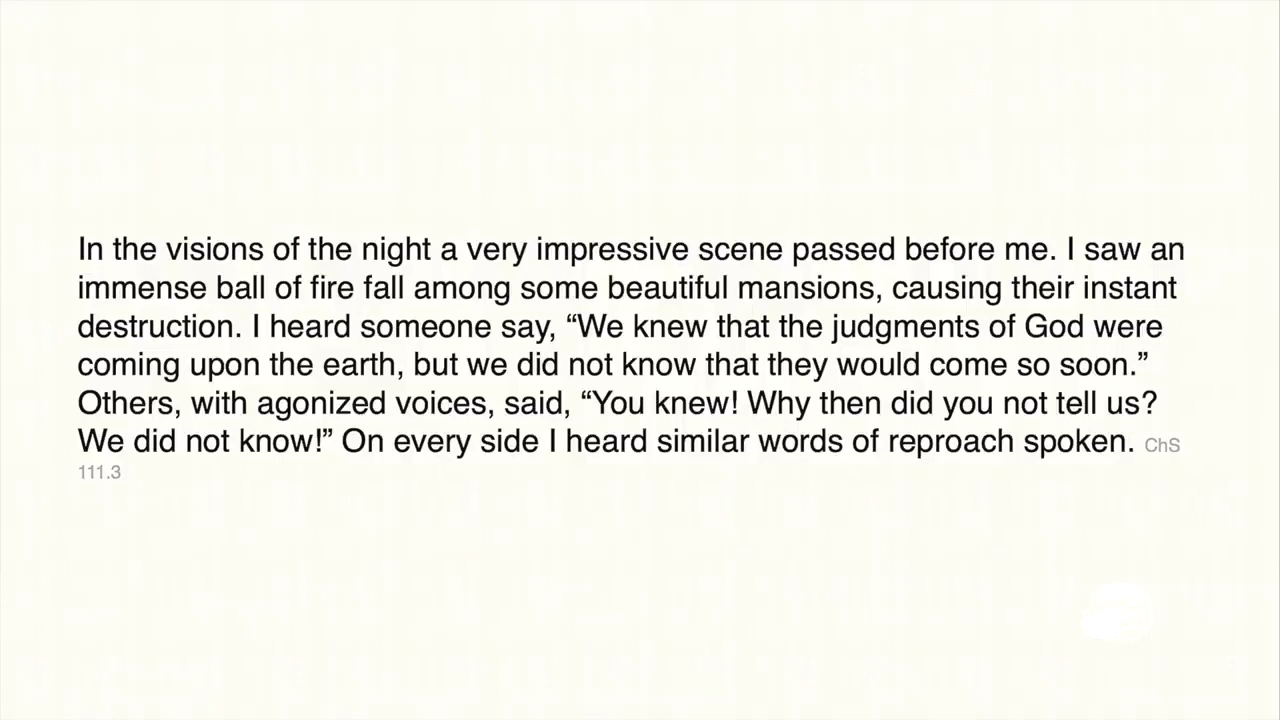 In the visions of the night a very impressive scene passed before me. I saw an
immense ball of fire fall among some beautiful mansions, causing their instant
destruction. I heard someone say, “We knew that the judgments of God were
coming upon the earth, but we did not know that they would come so soon.”
Others, with agonized voices, said, “You knew! Why then did you not tell us?
We did not know!” On every side I heard similar words of reproach spoken. ChS
111.3